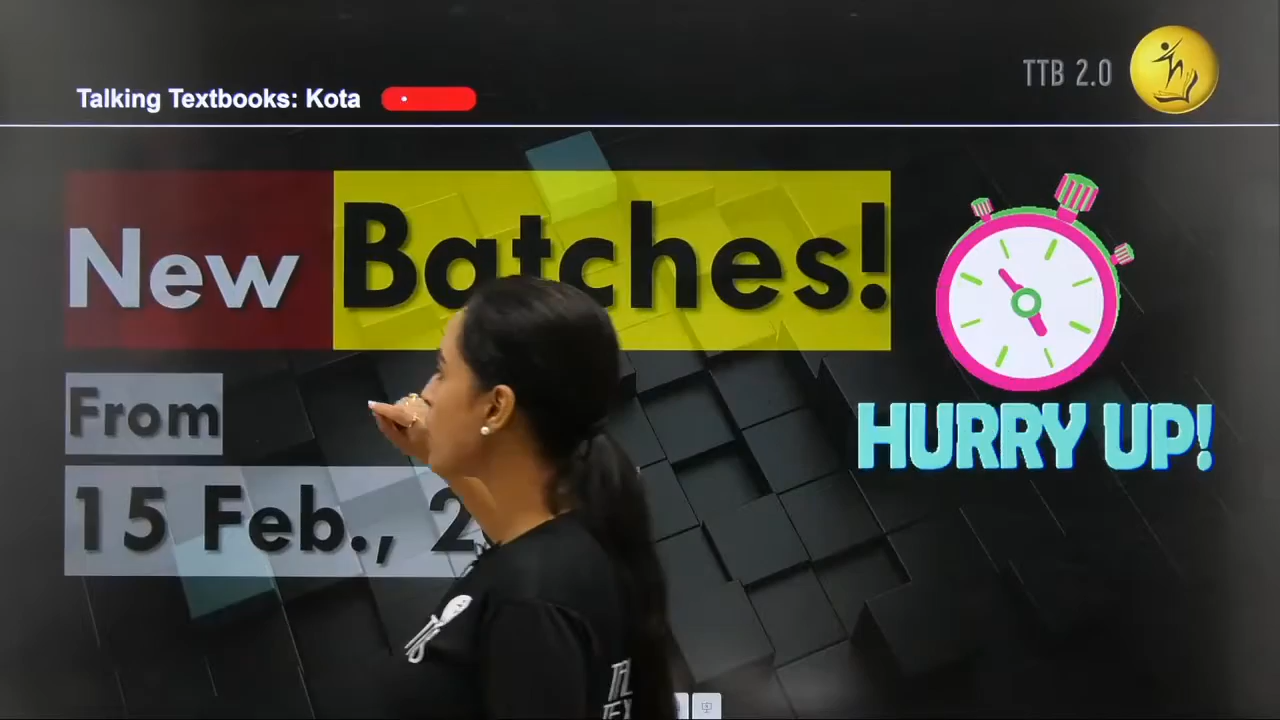 TTB 2.0
Talking Textbooks: Kota
New Batches!
From
15 Feb., 2
HURRY UP!